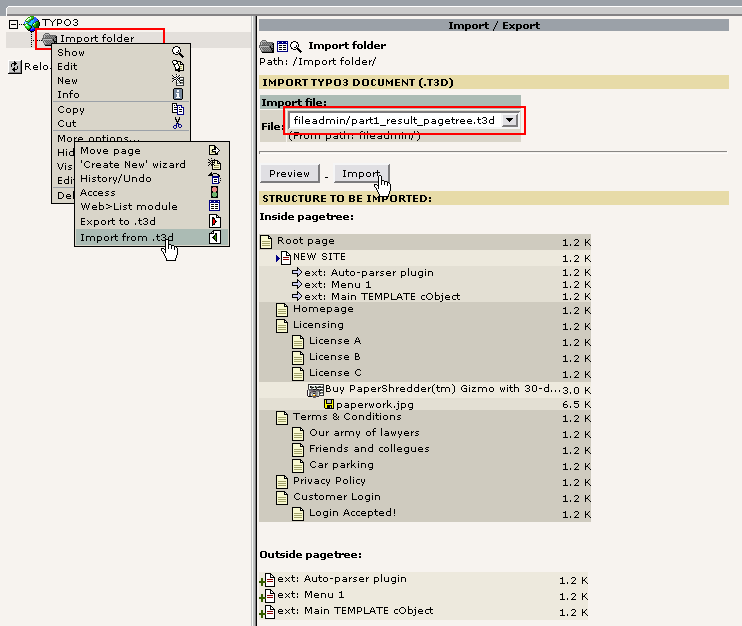 TYPO3
Import folder
Relo
Show
Edit
New
Info
Copy
Cut
More options...
Hid
Vis
Edi
Del
Move page
'Create New' wizard
History/Undo
Access
Web>List module
Export to .t3d
Import from .t3d
Import / Export
Import folder
Path: /Import folder/
IMPORT TYPO3 DOCUMENT (.T3D)
Import file:
File: fileadmin/part1_result_pagetree.t3d
(From path: fileadmin/)
Preview - Import
STRUCTURE TO BE IMPORTED:
Inside pagetree:
Root page 1.2 K
NEW SITE 1.2 K
ext: Auto-parser plugin 1.2 K
ext: Menu 1 1.2 K
ext: Main TEMPLATE cObject 1.2 K
Homepage 1.2 K
Licensing 1.2 K
License A 1.2 K
License B 1.2 K
License C 1.2 K
Buy PaperShredder(tm) Gizmo with 30-d... 3.0 K
paperwork.jpg 6.5 K
Terms & Conditions 1.2 K
Our army of lawyers 1.2 K
Friends and collegues 1.2 K
Car parking 1.2 K
Privacy Policy 1.2 K
Customer Login 1.2 K
Login Accepted! 1.2 K
Outside pagetree:
ext: Auto-parser plugin 1.2 K
ext: Menu 1 1.2 K
ext: Main TEMPLATE cObject 1.2 K